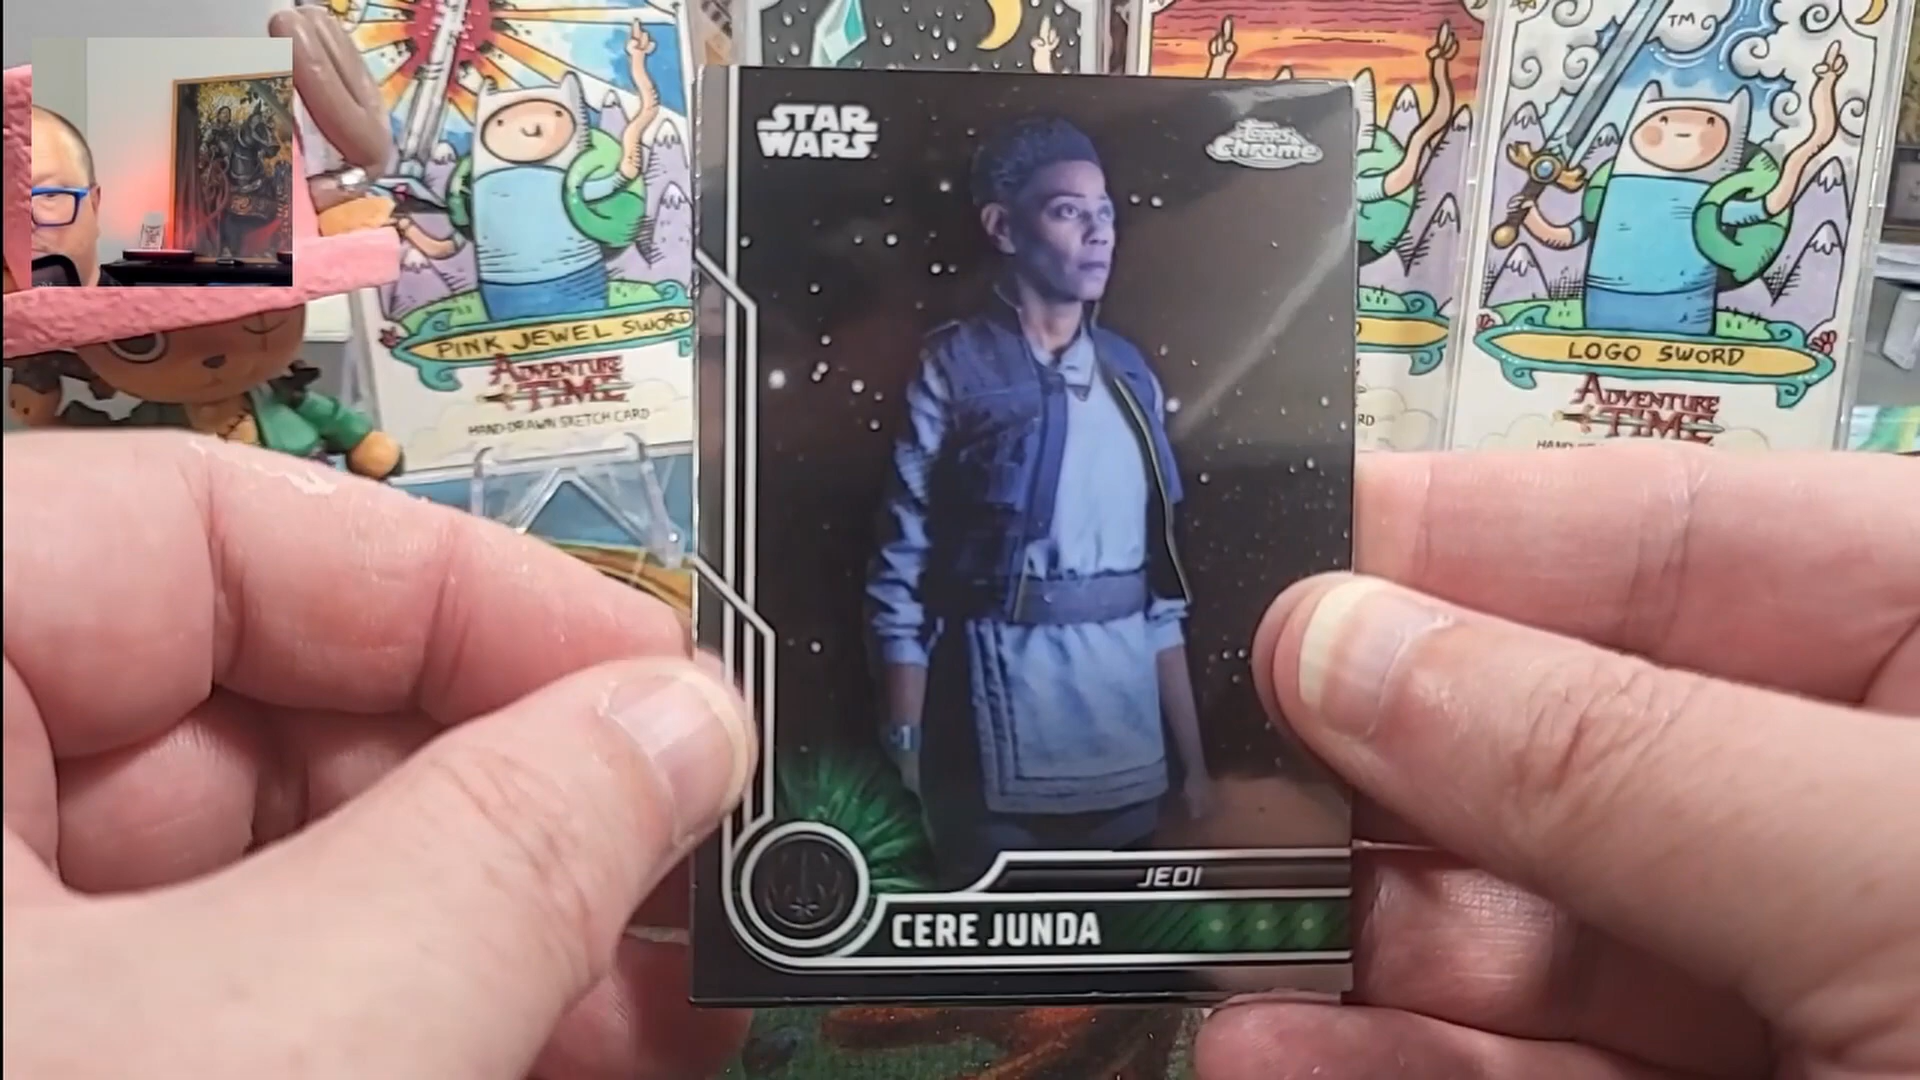 STAR
WARS
Topps
Chrome
JEDI
CERE JUNDA
PINK JEWEL SWORD
ADVENTURE
TIME
HAND-DRAWN SKETCH CARD
TM
LOGO SWORD
ADVENTURE
TIME